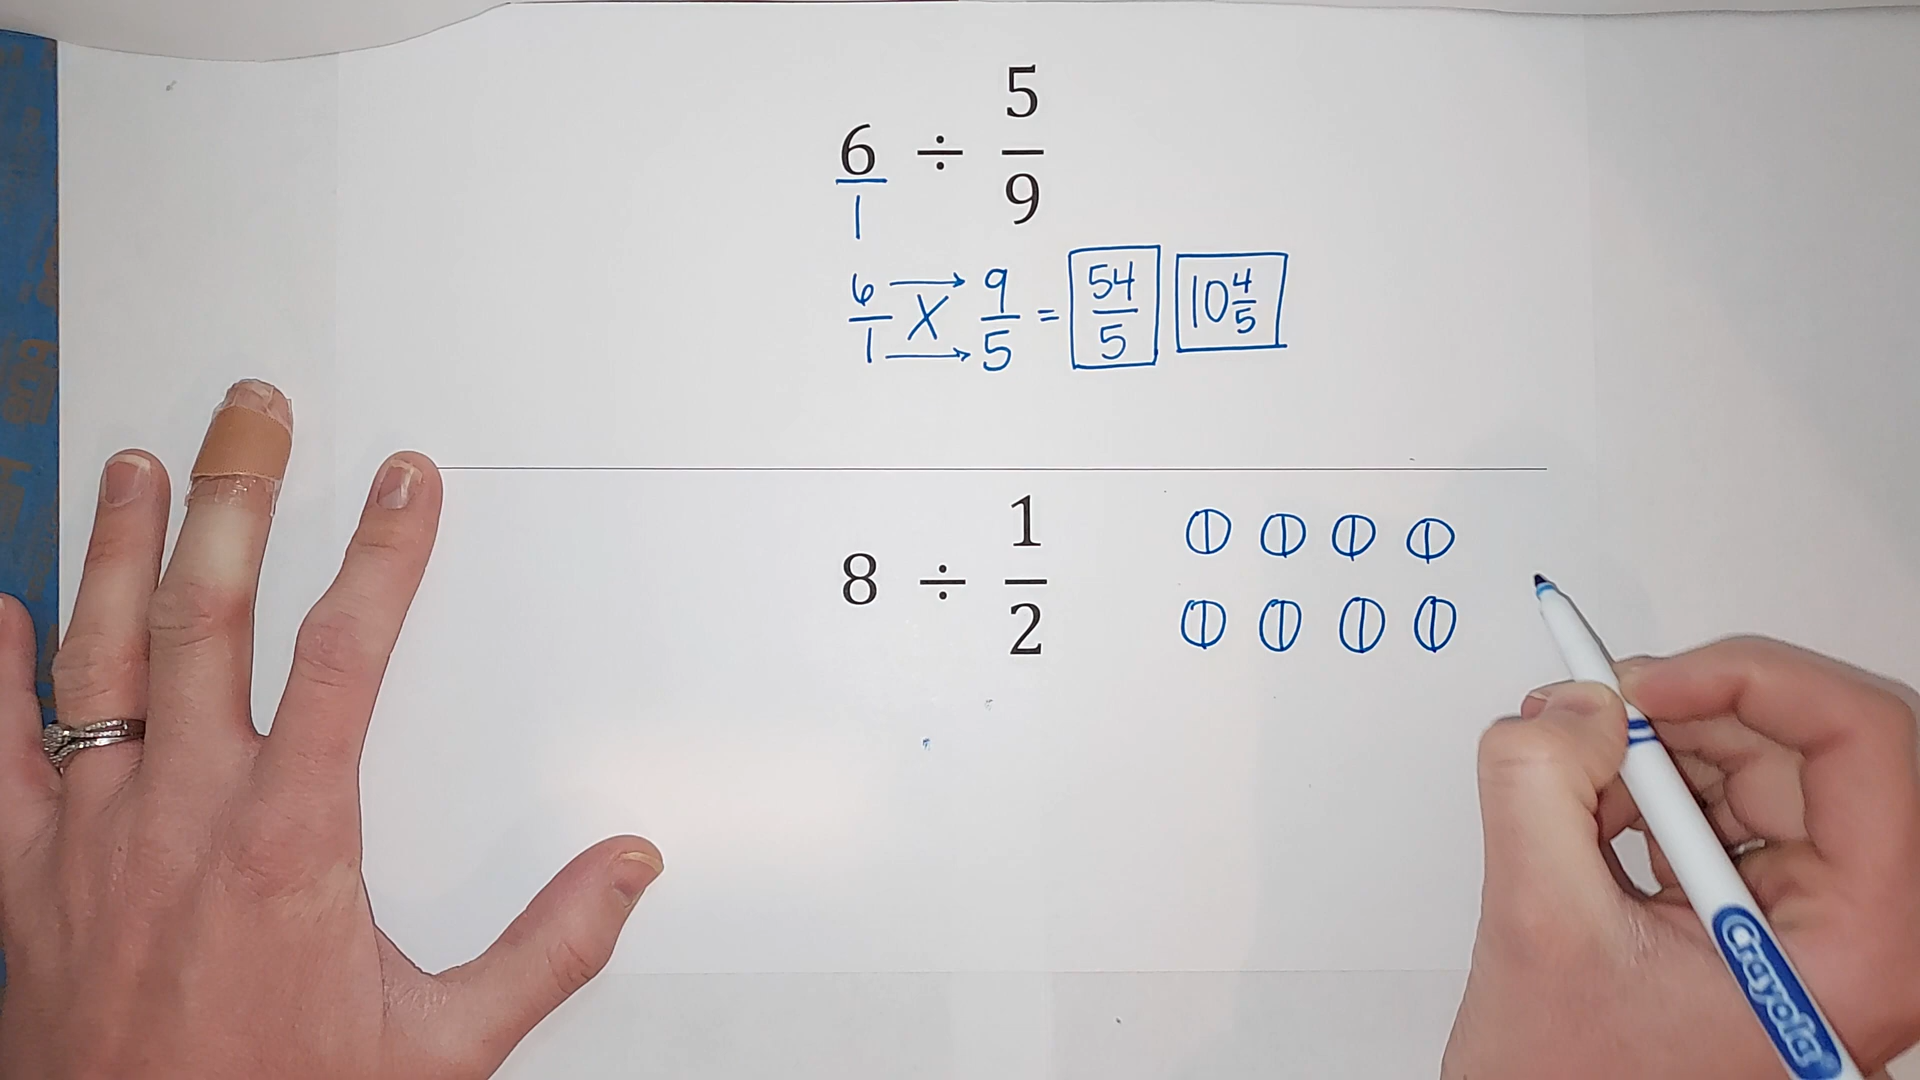 6/1 ÷ 5/9
6/1 X 9/5 = 54/5 10 4/5
8 ÷ 1/2
Crayola